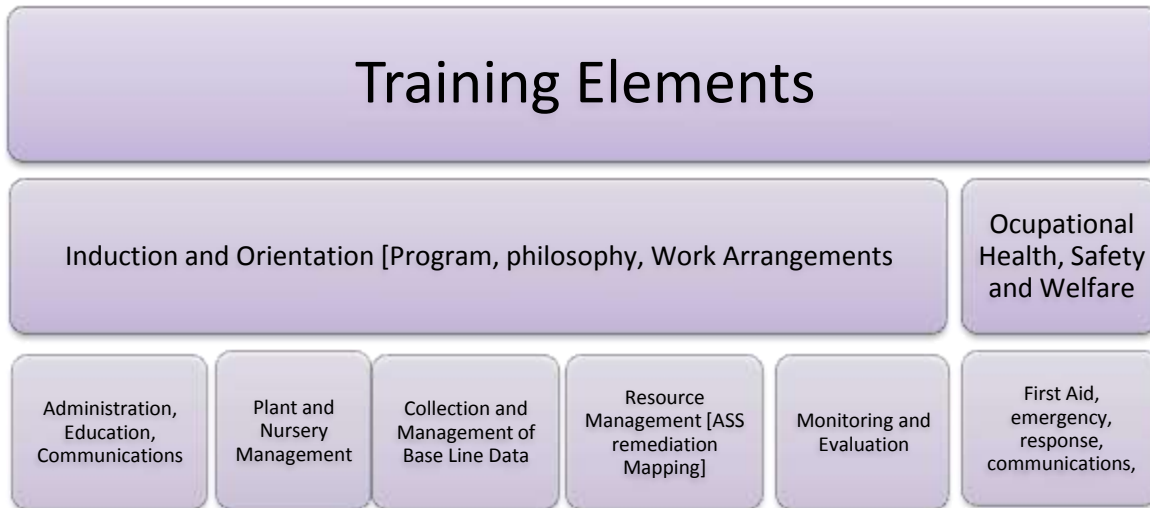 Training Elements
Induction and Orientation [Program, philosophy, Work Arrangements
Ocupational
Health, Safety
and Welfare
Administration,
Education,
Communications
Plant and
Nursery
Management
Collection and
Management of
Base Line Data
Resource
Management [ASS
remediation
Mapping]
Monitoring and
Evaluation
First Aid,
emergency,
response,
communications,